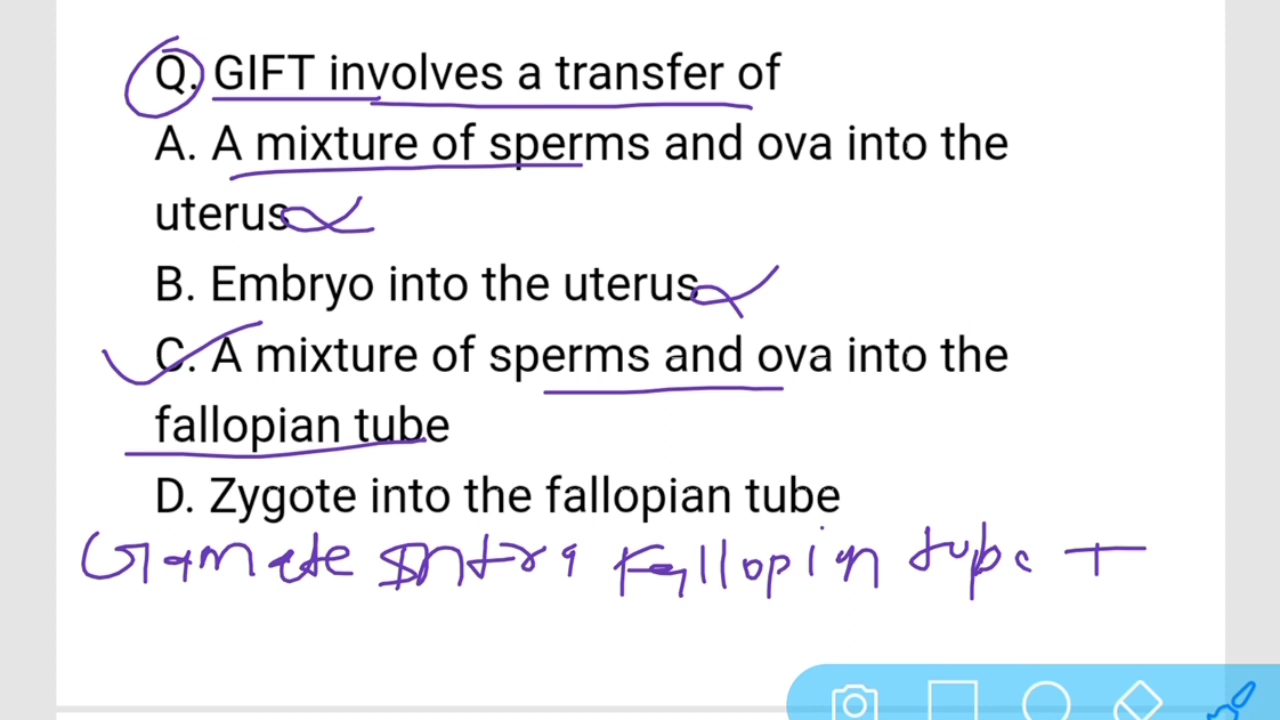 Q. GIFT involves a transfer of
A. A mixture of sperms and ova into the
uterus
B. Embryo into the uterus
C. A mixture of sperms and ova into the
fallopian tube
D. Zygote into the fallopian tube
Gamete Intra Fallopin tube T